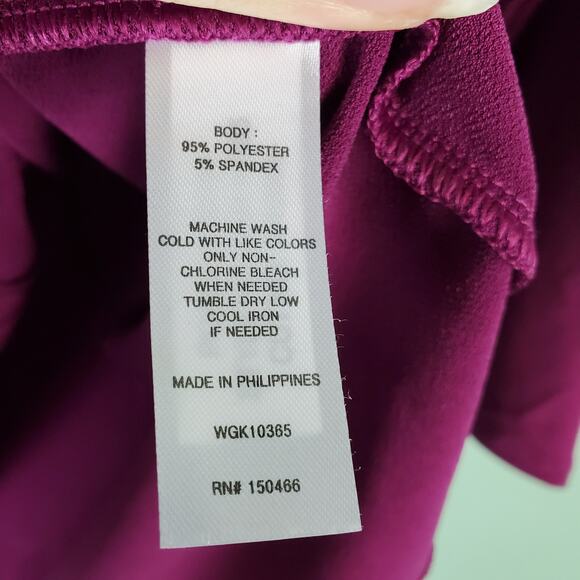 BODY :
95% POLYESTER
5% SPANDEX
MACHINE WASH
COLD WITH LIKE COLORS
ONLY NON-
CHLORINE BLEACH
WHEN NEEDED
TUMBLE DRY LOW
COOL IRON
IF NEEDED
MADE IN PHILIPPINES
WGK10365
RN# 150466